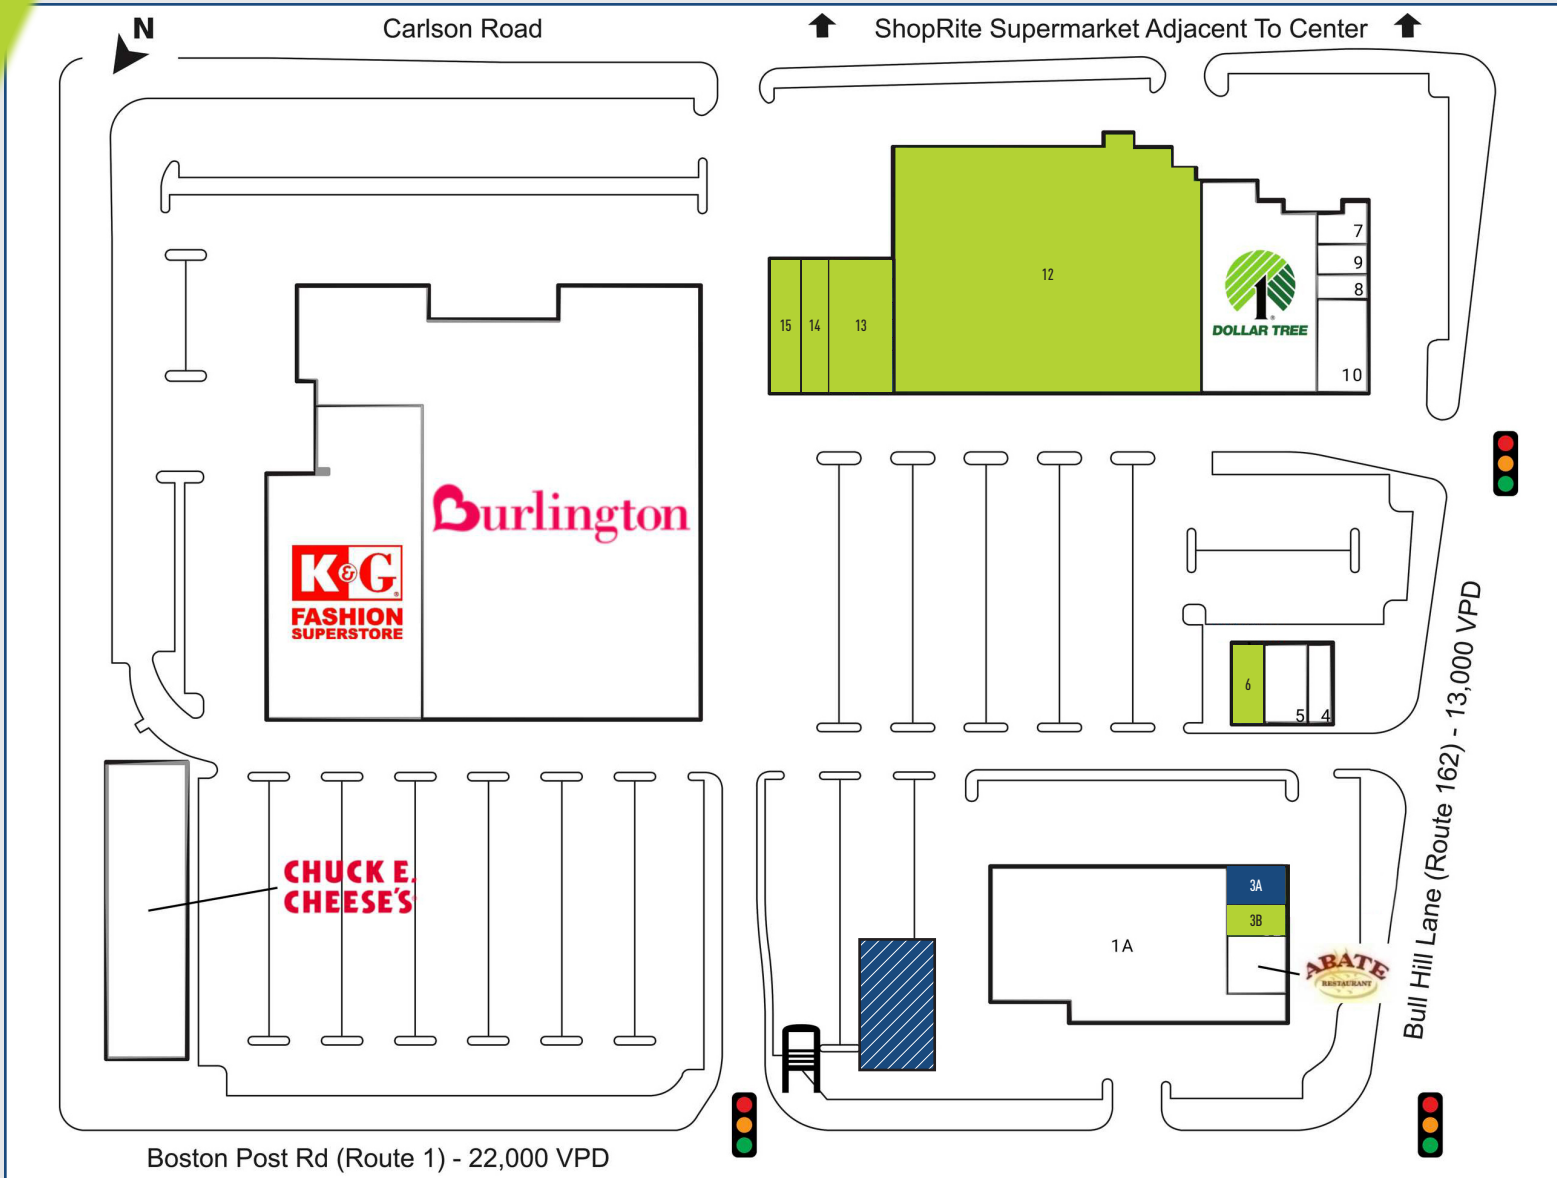 N
Carlson Road
ShopRite Supermarket Adjacent To Center
12
15
14
13
1
DOLLAR TREE
7
9
8
10
Burlington
K&G
FASHION
SUPERSTORE
6
5
4
CHUCK E.
CHEESE'S
3A
3B
1A
ABATE
RESTAURANT
Bull Hill Lane (Route 162) - 13,000 VPD
Boston Post Rd (Route 1) - 22,000 VPD